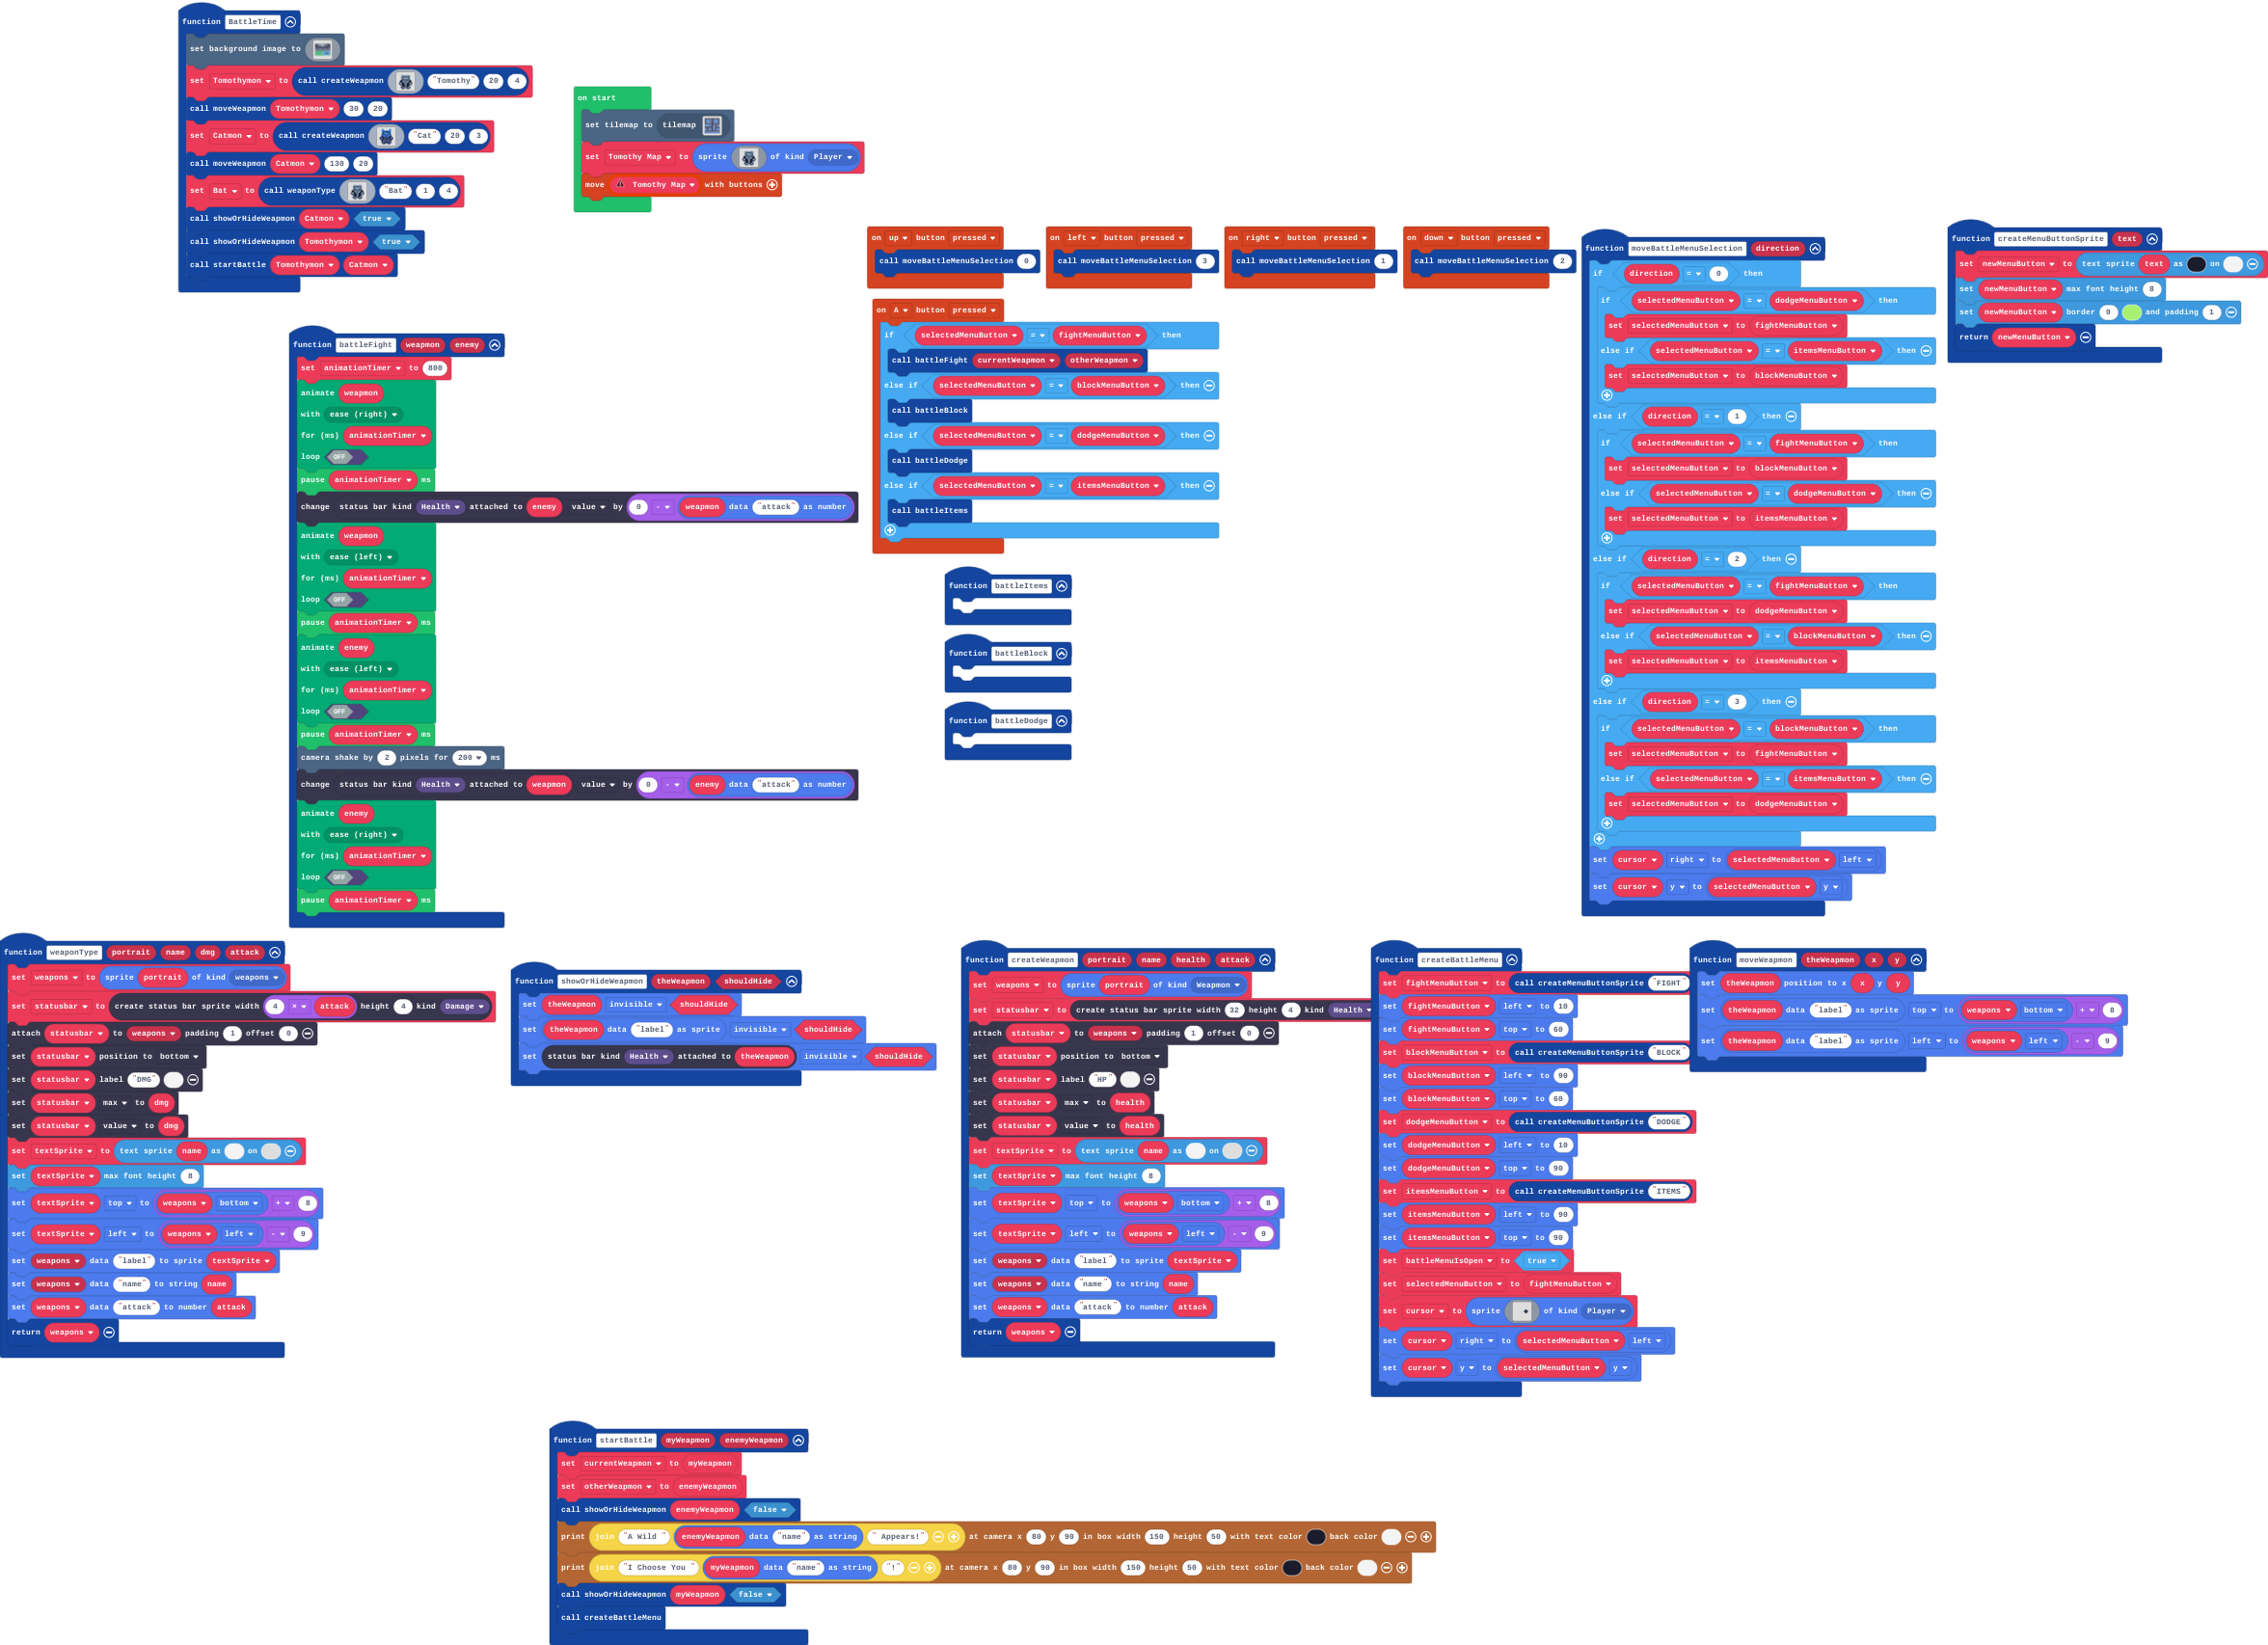 function BattleTime
set background image to
set Tomothymon to call createWeapmon "Tomothy" 20 4
call moveWeapmon Tomothymon 30 20
set Catmon to call createWeapmon "Cat" 20 3
call moveWeapmon Catmon 130 20
set Bat to call weaponType "Bat" 1 4
call showOrHideWeapmon Catmon true
call showOrHideWeapmon Tomothymon true
call startBattle Tomothymon Catmon
on start
set tilemap to tilemap
set Tomothy Map to sprite of kind Player
move Tomothy Map with buttons
on up button pressed
call moveBattleMenuSelection 0
on left button pressed
call moveBattleMenuSelection 3
on right button pressed
call moveBattleMenuSelection 1
on down button pressed
call moveBattleMenuSelection 2
on A button pressed
if selectedMenuButton = fightMenuButton then
call battleFight currentWeapmon otherWeapmon
else if selectedMenuButton = blockMenuButton then
call battleBlock
else if selectedMenuButton = dodgeMenuButton then
call battleDodge
else if selectedMenuButton = itemsMenuButton then
call battleItems
function battleItems
function battleBlock
function battleDodge
function moveBattleMenuSelection direction
if direction = 0 then
if selectedMenuButton = dodgeMenuButton then
set selectedMenuButton to fightMenuButton
else if selectedMenuButton = itemsMenuButton then
set selectedMenuButton to blockMenuButton
else if direction = 1 then
if selectedMenuButton = fightMenuButton then
set selectedMenuButton to blockMenuButton
else if selectedMenuButton = dodgeMenuButton then
set selectedMenuButton to itemsMenuButton
else if direction = 2 then
if selectedMenuButton = fightMenuButton then
set selectedMenuButton to dodgeMenuButton
else if selectedMenuButton = blockMenuButton then
set selectedMenuButton to itemsMenuButton
else if direction = 3 then
if selectedMenuButton = blockMenuButton then
set selectedMenuButton to fightMenuButton
else if selectedMenuButton = itemsMenuButton then
set selectedMenuButton to dodgeMenuButton
set cursor right to selectedMenuButton left
set cursor y to selectedMenuButton y
function createMenuButtonSprite text
set newMenuButton to text sprite text as on
set newMenuButton max font height 8
set newMenuButton border 0 and padding 1
return newMenuButton
function battleFight weapmon enemy
set animationTimer to 800
animate weapmon
with ease (right)
for (ms) animationTimer
loop OFF
pause animationTimer ms
change status bar kind Health attached to enemy value by 0 - weapmon data "attack" as number
animate weapmon
with ease (left)
for (ms) animationTimer
loop OFF
pause animationTimer ms
animate enemy
with ease (left)
for (ms) animationTimer
loop OFF
pause animationTimer ms
camera shake by 2 pixels for 200 ms
change status bar kind Health attached to weapmon value by 0 - enemy data "attack" as number
animate enemy
with ease (right)
for (ms) animationTimer
loop OFF
pause animationTimer ms
function weaponType portrait name dmg attack
set weapons to sprite portrait of kind weapons
set statusbar to create status bar sprite width 4 × attack height 4 kind Damage
attach statusbar to weapons padding 1 offset 0
set statusbar position to bottom
set statusbar label "DMG"
set statusbar max to dmg
set statusbar value to dmg
set textSprite to text sprite name as on
set textSprite max font height 8
set textSprite top to weapons bottom + 8
set textSprite left to weapons left - 9
set weapons data "label" to sprite textSprite
set weapons data "name" to string name
set weapons data "attack" to number attack
return weapons
function showOrHideWeapmon theWeapmon shouldHide
set theWeapmon invisible shouldHide
set theWeapmon data "label" as sprite invisible shouldHide
set status bar kind Health attached to theWeapmon invisible shouldHide
function createWeapmon portrait name health attack
set weapons to sprite portrait of kind Weapmon
set statusbar to create status bar sprite width 32 height 4 kind Health
attach statusbar to weapons padding 1 offset 0
set statusbar position to bottom
set statusbar label "HP"
set statusbar max to health
set statusbar value to health
set textSprite to text sprite name as on
set textSprite max font height 8
set textSprite top to weapons bottom + 8
set textSprite left to weapons left - 9
set weapons data "label" to sprite textSprite
set weapons data "name" to string name
set weapons data "attack" to number attack
return weapons
function createBattleMenu
set fightMenuButton to call createMenuButtonSprite "FIGHT"
set fightMenuButton left to 10
set fightMenuButton top to 60
set blockMenuButton to call createMenuButtonSprite "BLOCK"
set blockMenuButton left to 90
set blockMenuButton top to 60
set dodgeMenuButton to call createMenuButtonSprite "DODGE"
set dodgeMenuButton left to 10
set dodgeMenuButton top to 90
set itemsMenuButton to call createMenuButtonSprite "ITEMS"
set itemsMenuButton left to 90
set itemsMenuButton top to 90
set battleMenuIsOpen to true
set selectedMenuButton to fightMenuButton
set cursor to sprite of kind Player
set cursor right to selectedMenuButton left
set cursor y to selectedMenuButton y
function moveWeapmon theWeapmon x y
set theWeapmon position to x x y y
set theWeapmon data "label" as sprite top to weapons bottom + 8
set theWeapmon data "label" as sprite left to weapons left - 9
function startBattle myWeapmon enemyWeapmon
set currentWeapmon to myWeapmon
set otherWeapmon to enemyWeapmon
call showOrHideWeapmon enemyWeapmon false
print join "A Wild " enemyWeapmon data "name" as string " Appears!" at camera x 80 y 90 in box width 150 height 50 with text color back color
print join "I Choose You " myWeapmon data "name" as string "!" at camera x 80 y 90 in box width 150 height 50 with text color back color
call showOrHideWeapmon myWeapmon false
call createBattleMenu